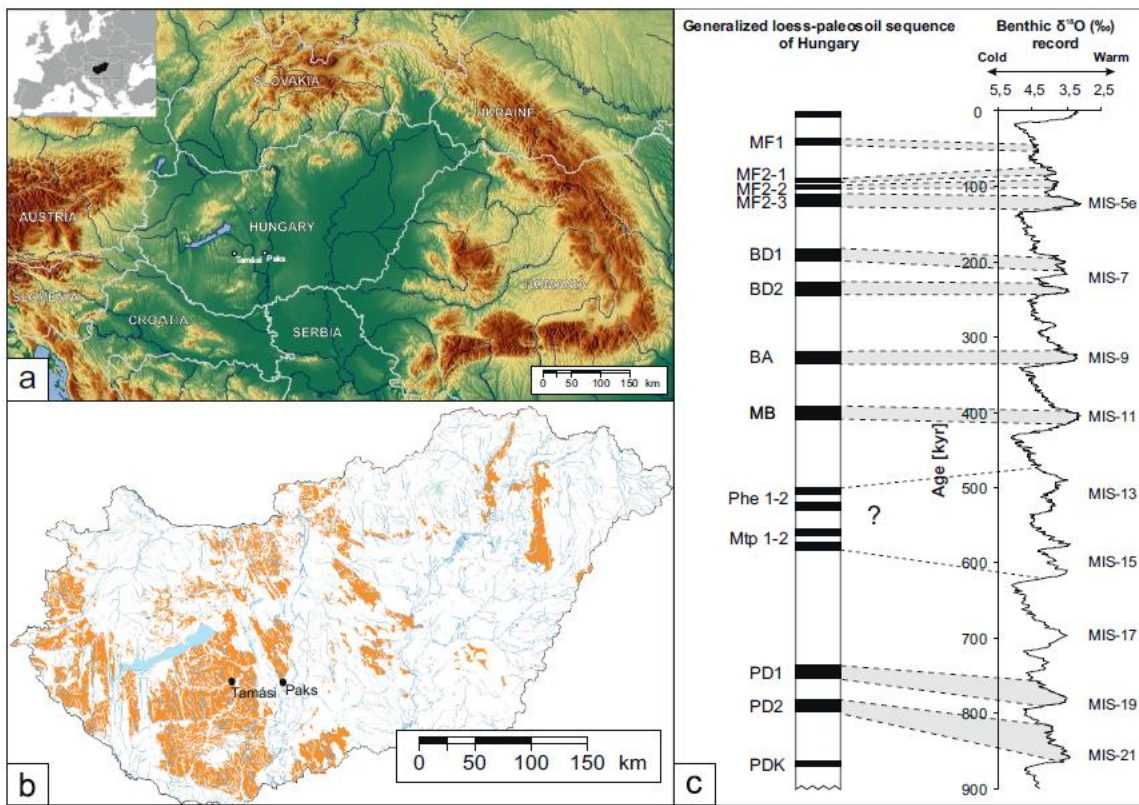 a
SLOVAKIA
UKRAINE
AUSTRIA
HUNGARY
Tamási
Paks
SLOVENIA
CROATIA
SERBIA
ROMANIA
0 50 100 150
km
b
Tamási
Paks
0 50 100 150
km
c
Generalized loess-paleosoil sequence
of Hungary
Benthic δ¹⁸O (‰)
record
Cold
Warm
5,5 4,5 3,5 2,5
MF1
MF2-1
MF2-2
MF2-3
BD1
BD2
BA
MB
Phe 1-2
Mtp 1-2
PD1
PD2
PDK
?
Age [kyr]
0
100
200
300
400
500
600
700
800
900
MIS-5e
MIS-7
MIS-9
MIS-11
MIS-13
MIS-15
MIS-17
MIS-19
MIS-21